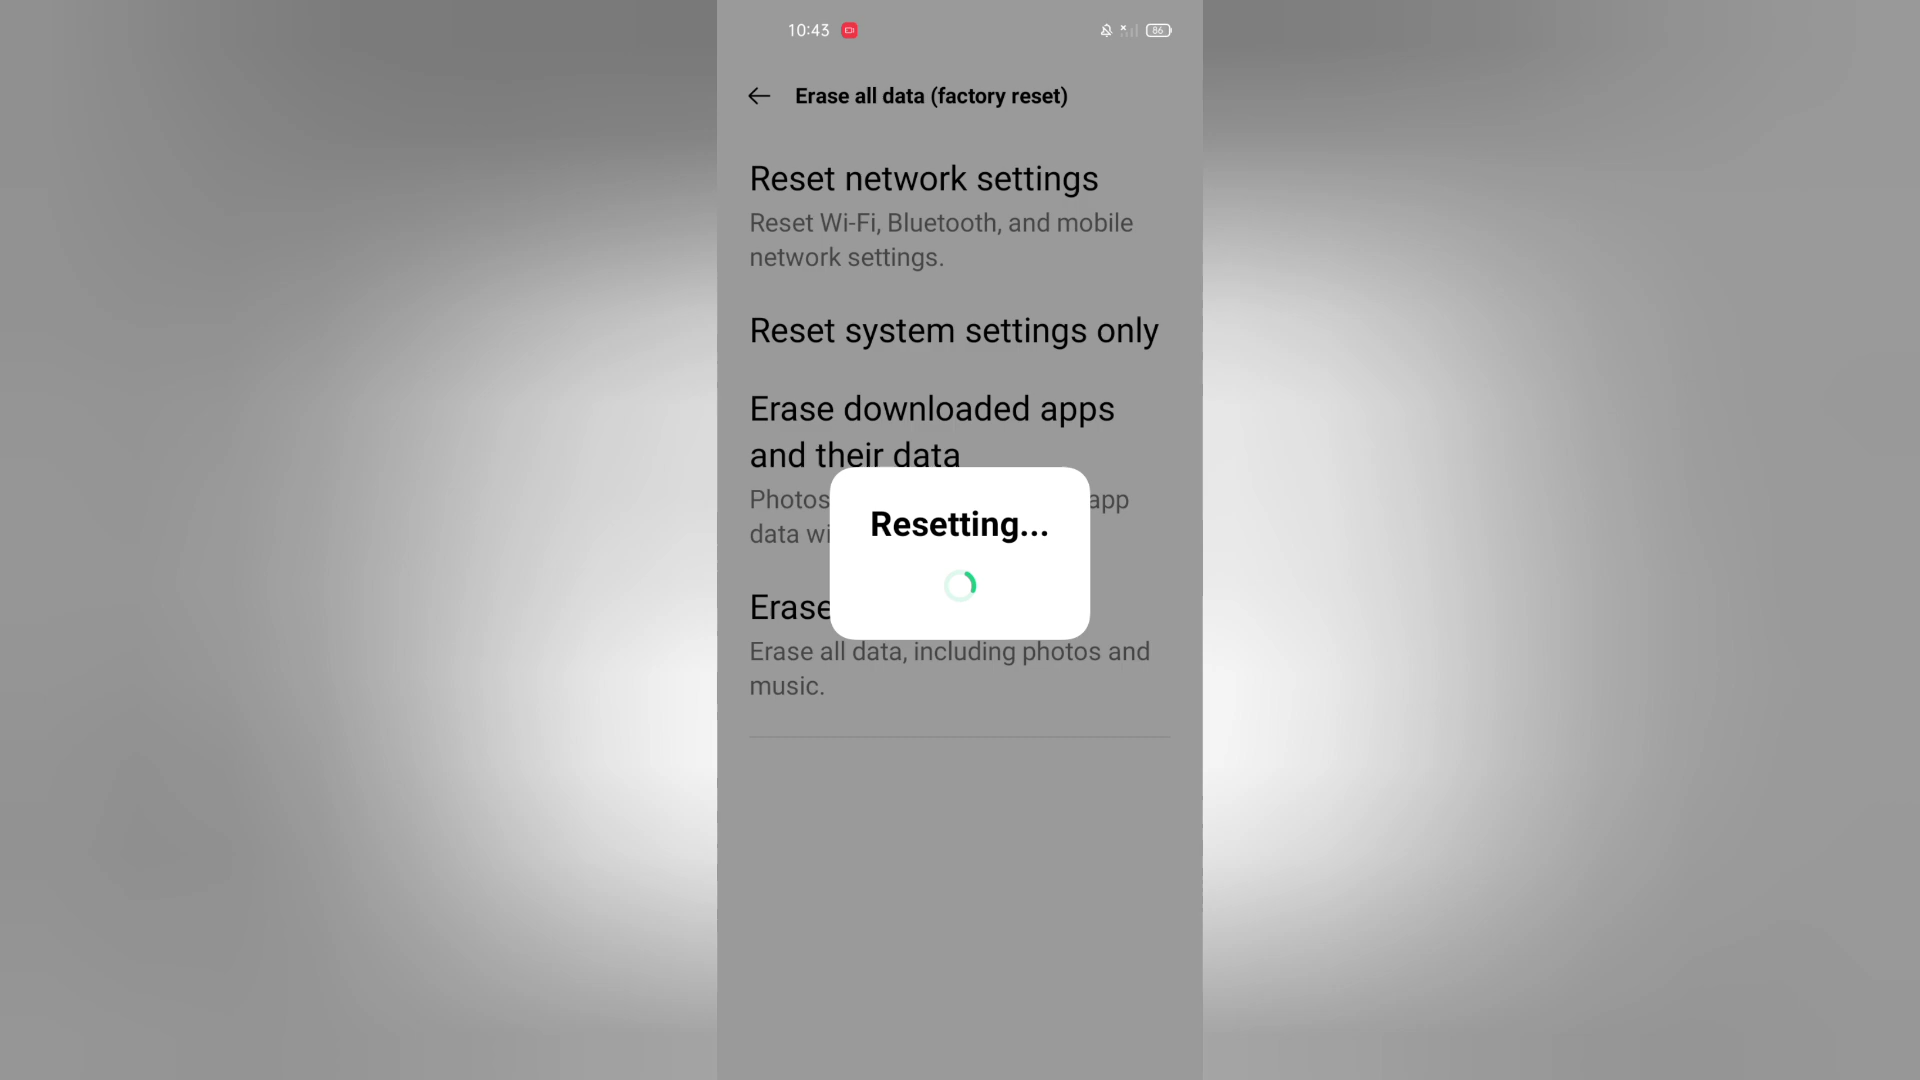 10:43
86
Erase all data (factory reset)
Reset network settings
Reset Wi-Fi, Bluetooth, and mobile
network settings.
Reset system settings only
Erase downloaded apps
and their data
Photos app
data wi
Resetting...
Erase
Erase all data, including photos and
music.